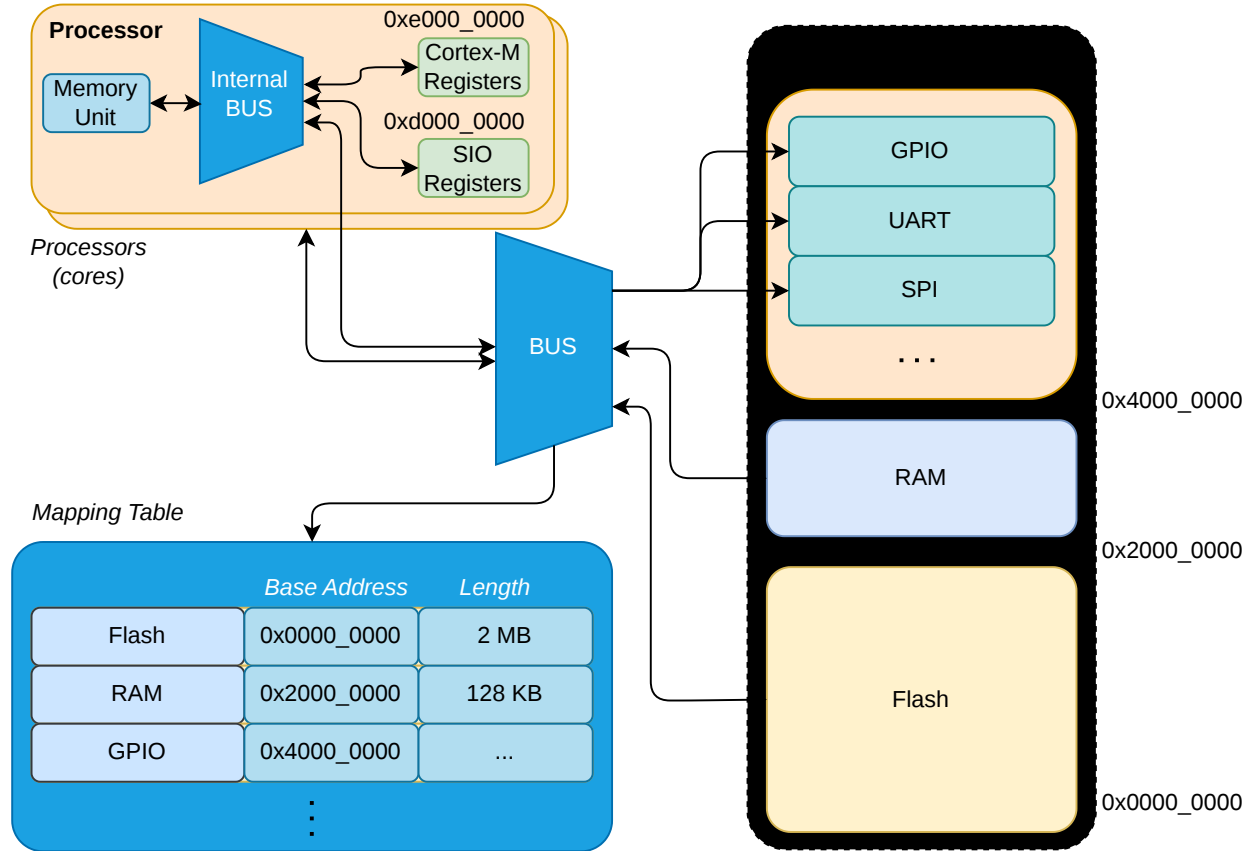 Processor
0xe000_0000
Cortex-M
Registers
Internal
BUS
Memory
Unit
0xd000_0000
SIO
Registers
Processors
(cores)
BUS
GPIO
UART
SPI
. . .
0x4000_0000
RAM
0x2000_0000
Flash
0x0000_0000
Mapping Table
Base Address Length
Flash 0x0000_0000 2 MB
RAM 0x2000_0000 128 KB
GPIO 0x4000_0000 ...
. . .